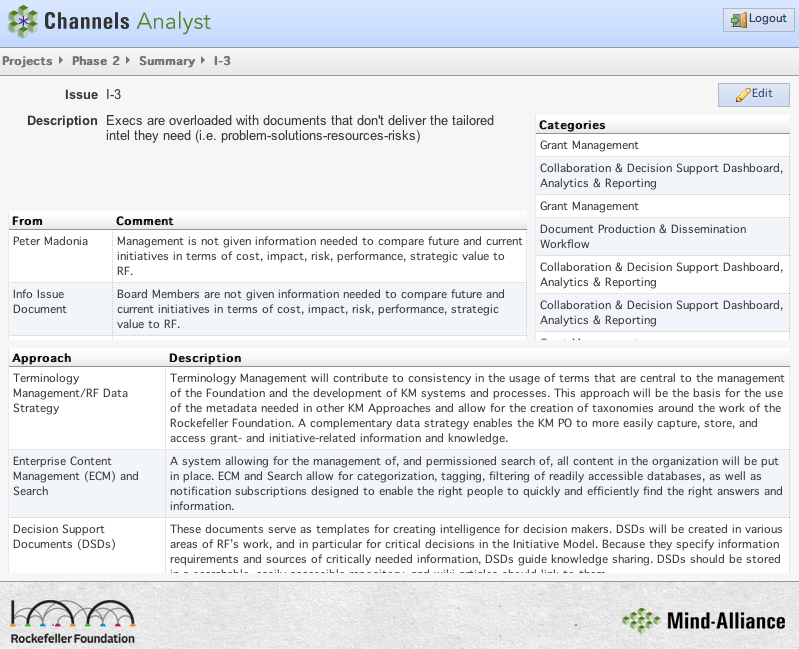 Channels Analyst
Logout
Projects Phase 2 Summary I-3
Issue I-3
Edit
Description Execs are overloaded with documents that don't deliver the tailored
intel they need (i.e. problem-solutions-resources-risks)
Categories
Grant Management
Collaboration & Decision Support Dashboard,
Analytics & Reporting
Grant Management
Document Production & Dissemination
Workflow
Collaboration & Decision Support Dashboard,
Analytics & Reporting
Collaboration & Decision Support Dashboard,
Analytics & Reporting
Grant Management
From Comment
Peter Madonia Management is not given information needed to compare future and current
initiatives in terms of cost, impact, risk, performance, strategic value to
RF.
Info Issue Board Members are not given information needed to compare future and
Document current initiatives in terms of cost, impact, risk, performance, strategic
value to RF.
Approach Description
Terminology Terminology Management will contribute to consistency in the usage of terms that are central to the management
Management/RF Data of the Foundation and the development of KM systems and processes. This approach will be the basis for the use
Strategy of the metadata needed in other KM Approaches and allow for the creation of taxonomies around the work of the
Rockefeller Foundation. A complementary data strategy enables the KM PO to more easily capture, store, and
access grant- and initiative-related information and knowledge.
Enterprise Content A system allowing for the management of, and permissioned search of, all content in the organization will be put
Management (ECM) and in place. ECM and Search allow for categorization, tagging, filtering of readily accessible databases, as well as
Search notification subscriptions designed to enable the right people to quickly and efficiently find the right answers and
information.
Decision Support These documents serve as templates for creating intelligence for decision makers. DSDs will be created in various
Documents (DSDs) areas of RF's work, and in particular for critical decisions in the Initiative Model. Because they specify information
requirements and sources of critically needed information, DSDs guide knowledge sharing. DSDs should be stored
in a searchable, easily accessible repository, and wiki articles should link to them.
Rockefeller Foundation
Mind-Alliance